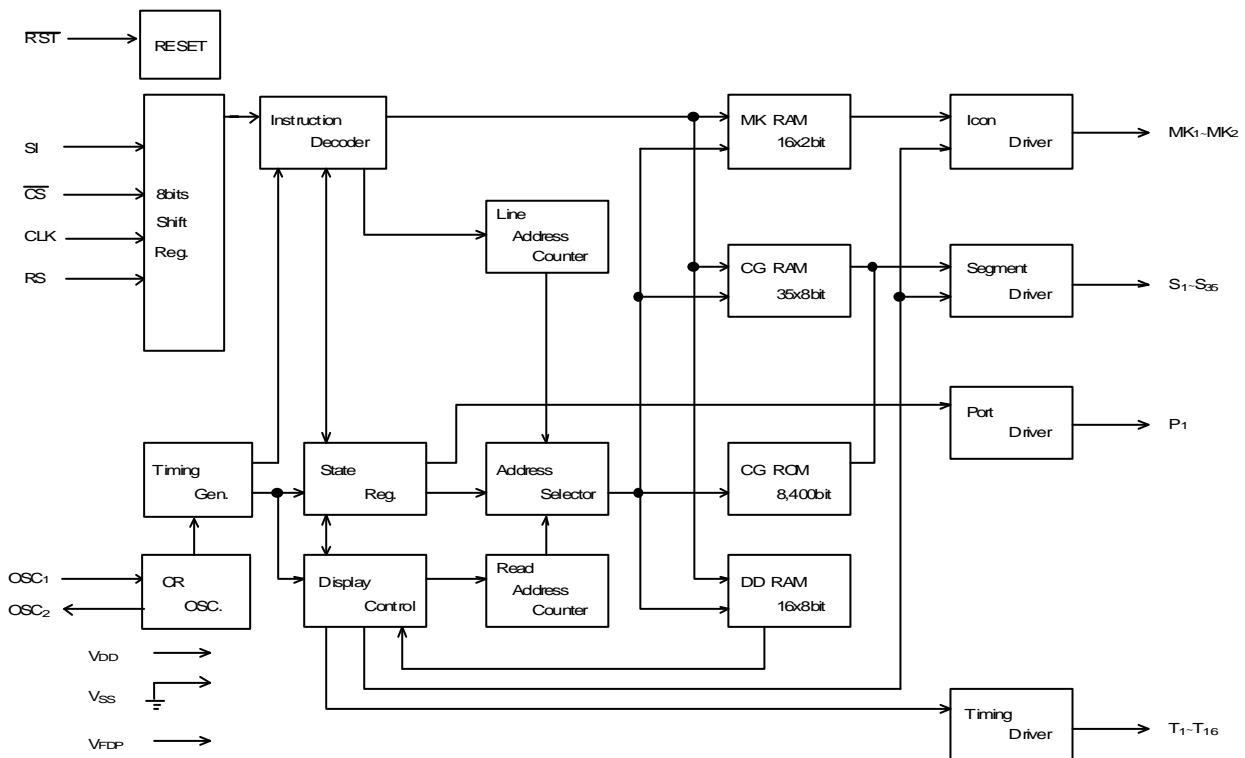 RST
RESET
SI
CS
CLK
RS
8bits
Shift
Reg.
Instruction
Decoder
Line
Address
Counter
MK RAM
16x2bit
Icon
Driver
MK1~MK2
CG RAM
35x8bit
Segment
Driver
S1~S35
Port
Driver
P1
Timing
Gen.
State
Reg.
Address
Selector
CG ROM
8,400bit
OSC1
OSC2
CR
OSC.
Display
Control
Read
Address
Counter
DD RAM
16x8bit
VDD
VSS
VFDP
Timing
Driver
T1~T16